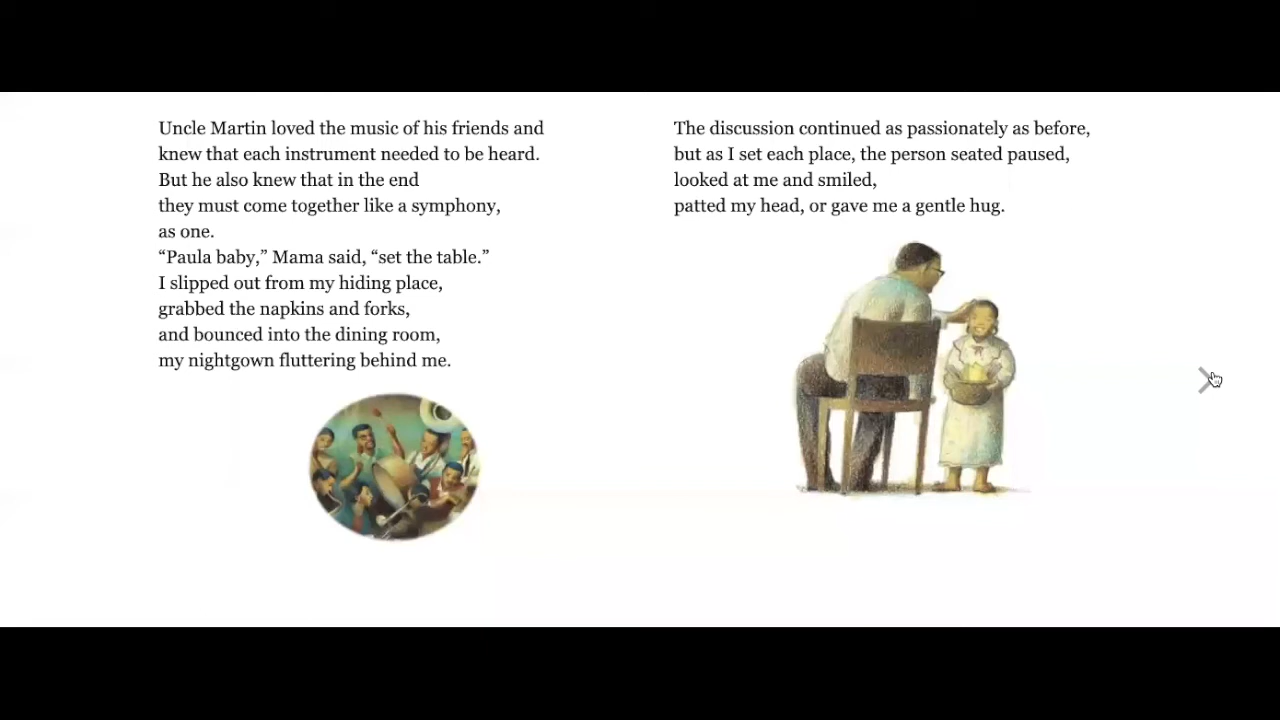 Uncle Martin loved the music of his friends and
knew that each instrument needed to be heard.
But he also knew that in the end
they must come together like a symphony,
as one.
“Paula baby,” Mama said, “set the table.”
I slipped out from my hiding place,
grabbed the napkins and forks,
and bounced into the dining room,
my nightgown fluttering behind me.
The discussion continued as passionately as before,
but as I set each place, the person seated paused,
looked at me and smiled,
patted my head, or gave me a gentle hug.